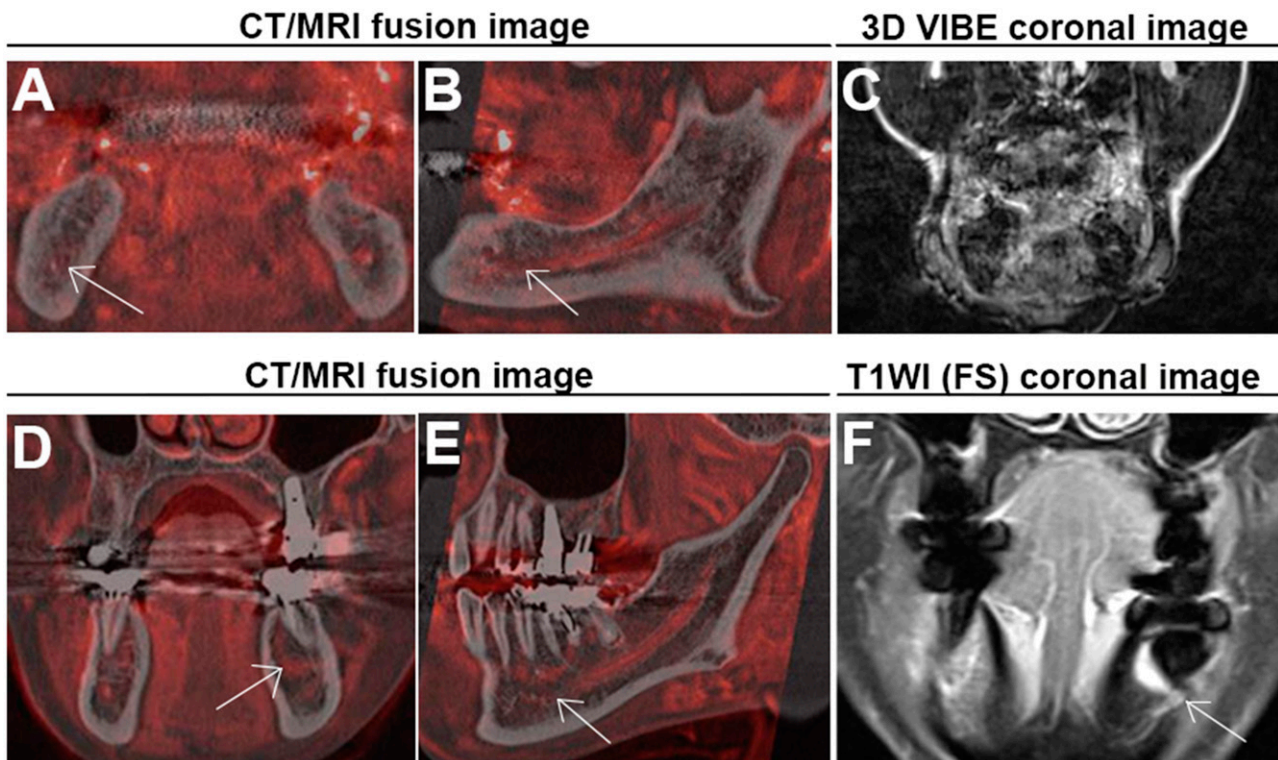 CT/MRI fusion image
3D VIBE coronal image
A
B
C
CT/MRI fusion image
T1WI (FS) coronal image
D
E
F